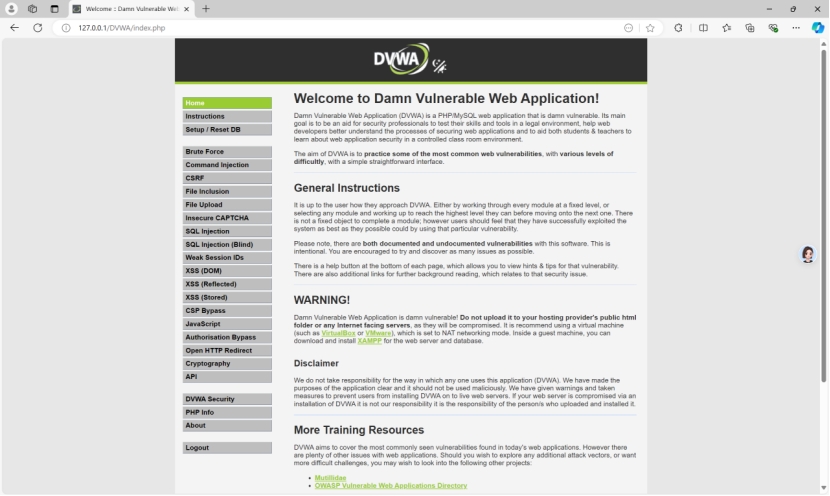 Welcome :: Damn Vulnerable Web
127.0.0.1/DVWA/index.php
DVWA
Home
Instructions
Setup / Reset DB
Brute Force
Command Injection
CSRF
File Inclusion
File Upload
Insecure CAPTCHA
SQL Injection
SQL Injection (Blind)
Weak Session IDs
XSS (DOM)
XSS (Reflected)
XSS (Stored)
CSP Bypass
JavaScript
Authorisation Bypass
Open HTTP Redirect
Cryptography
API
DVWA Security
PHP Info
About
Logout
Welcome to Damn Vulnerable Web Application!
Damn Vulnerable Web Application (DVWA) is a PHP/MySQL web application that is damn vulnerable. Its main
goal is to be an aid for security professionals to test their skills and tools in a legal environment, help web
developers better understand the processes of securing web applications and to aid both students & teachers to
learn about web application security in a controlled class room environment.
The aim of DVWA is to practice some of the most common web vulnerabilities, with various levels of
difficultly, with a simple straightforward interface.
General Instructions
It is up to the user how they approach DVWA. Either by working through every module at a fixed level, or
selecting any module and working up to reach the highest level they can before moving onto the next one. There
is not a fixed object to complete a module; however users should feel that they have successfully exploited the
system as best as they possible could by using that particular vulnerability.
Please note, there are both documented and undocumented vulnerabilities with this software. This is
intentional. You are encouraged to try and discover as many issues as possible.
There is a help button at the bottom of each page, which allows you to view hints & tips for that vulnerability.
There are also additional links for further background reading, which relates to that security issue.
WARNING!
Damn Vulnerable Web Application is damn vulnerable! Do not upload it to your hosting provider's public html
folder or any Internet facing servers, as they will be compromised. It is recommend using a virtual machine
(such as VirtualBox or VMware), which is set to NAT networking mode. Inside a guest machine, you can
download and install XAMPP for the web server and database.
Disclaimer
We do not take responsibility for the way in which any one uses this application (DVWA). We have made the
purposes of the application clear and it should not be used maliciously. We have given warnings and taken
measures to prevent users from installing DVWA on to live web servers. If your web server is compromised via an
installation of DVWA it is not our responsibility it is the responsibility of the person/s who uploaded and installed it.
More Training Resources
DVWA aims to cover the most commonly seen vulnerabilities found in today's web applications. However there
are plenty of other issues with web applications. Should you wish to explore any additional attack vectors, or want
more difficult challenges, you may wish to look into the following other projects:
• Mutillidae
• OWASP Vulnerable Web Applications Directory